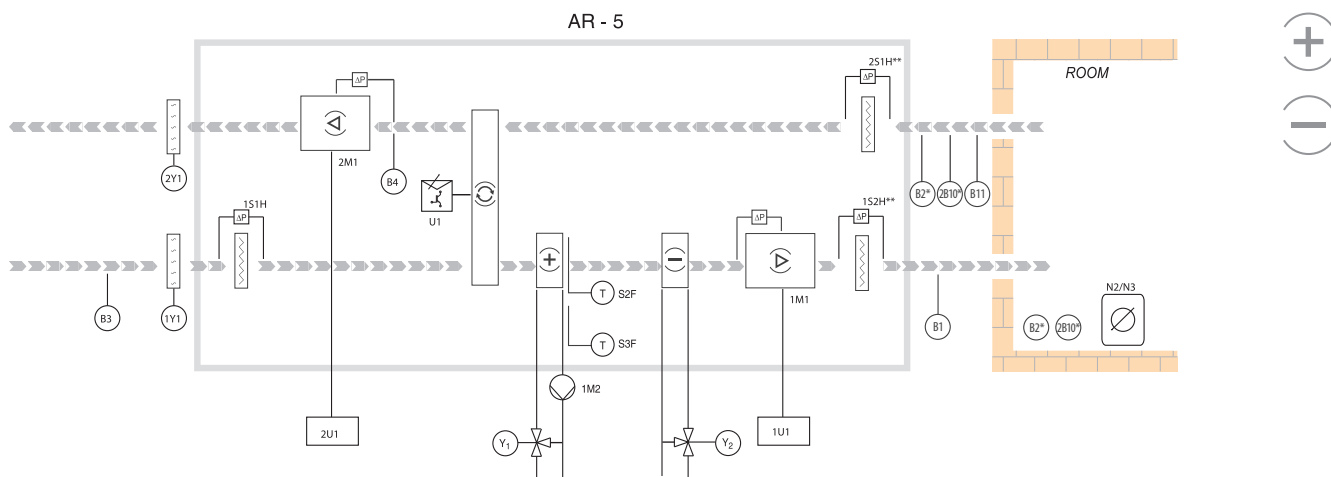 AR - 5
ΔP
2S1H**
ΔP
ROOM
2M1
2Y1
B4
B2*
2B10*
B11
U1
1S1H
ΔP
ΔP
1S2H**
ΔP
B3
1Y1
T
S2F
T
S3F
1M1
B1
N2/N3
B2*
2B10*
1M2
2U1
Y1
Y2
1U1